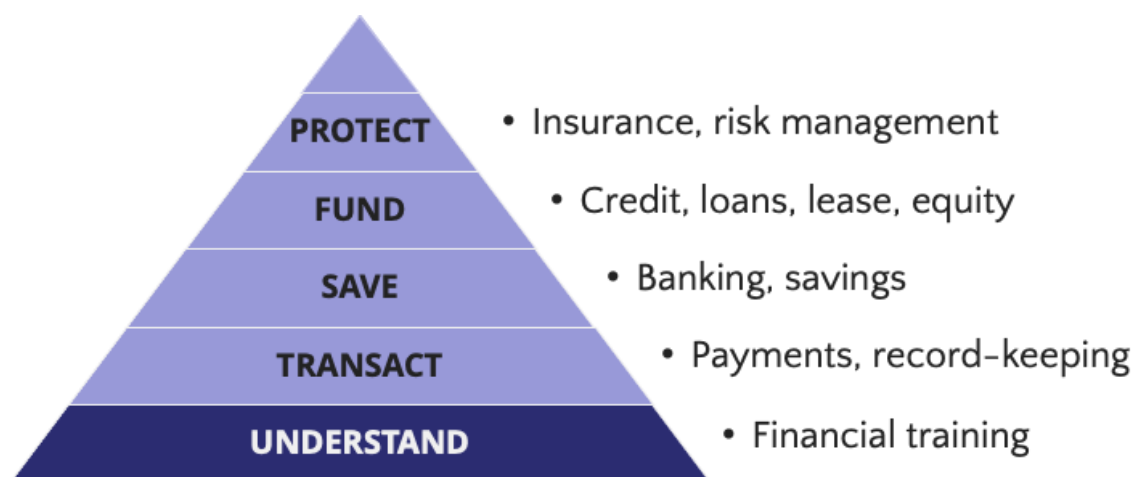 PROTECT
• Insurance, risk management
FUND
• Credit, loans, lease, equity
SAVE
• Banking, savings
TRANSACT
• Payments, record-keeping
UNDERSTAND
• Financial training